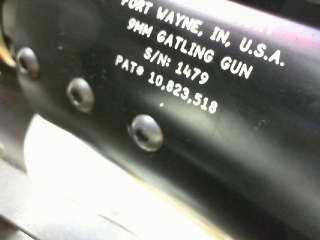 FORT WAYNE, IN, U.S.A.
9MM GATLING GUN
S/N: 1479
PAT# 10,823,518